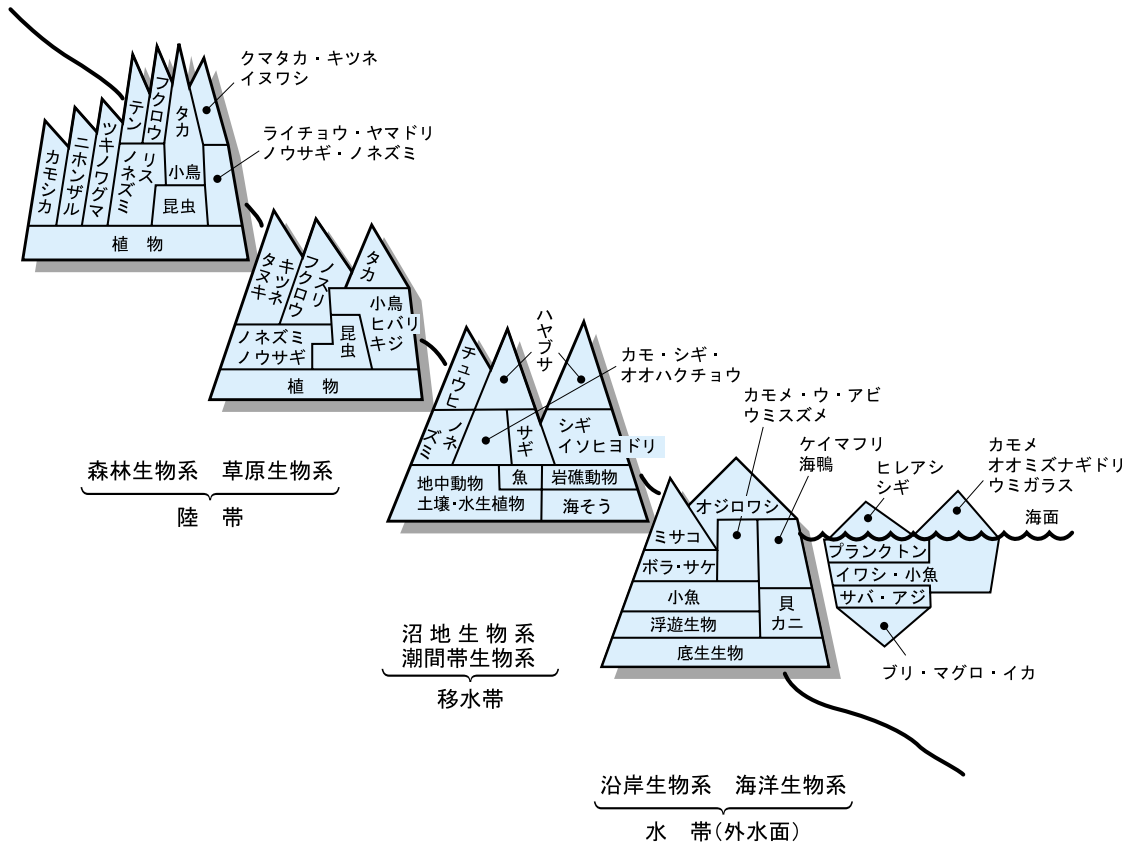 クマタカ・キツネ
イヌワシ
ライチョウ・ヤマドリ
ノウサギ・ノネズミ
カモシカ
ニホンザル
ツキノワグマ
テン
フクロウ
タカ
リス
ノネズミ
小鳥
昆虫
植　物
キツネ
タヌキ
ノスリ
フクロウ
タカ
小鳥
ヒバリ
キジ
ノネズミ
ノウサギ
昆虫
植　物
森林生物系　草原生物系
陸　帯
チュウヒ
ハヤブサ
カモ・シギ・
オオハクチョウ
ノネ
ズミ
サギ
シギ
イソヒヨドリ
地中動物
土壌・水生植物
魚
岩礁動物
海そう
沼地生物系
潮間帯生物系
移水帯
カモメ・ウ・アビ
ウミスズメ
ケイマフリ
海鴨
オジロワシ
ミサコ
ボラ・サケ
小魚
浮遊生物
貝
カニ
底生生物
ヒレアシ
シギ
カモメ
オオミズナギドリ
ウミガラス
海面
プランクトン
イワシ・小魚
サバ・アジ
ブリ・マグロ・イカ
沿岸生物系　海洋生物系
水　帯(外水面)